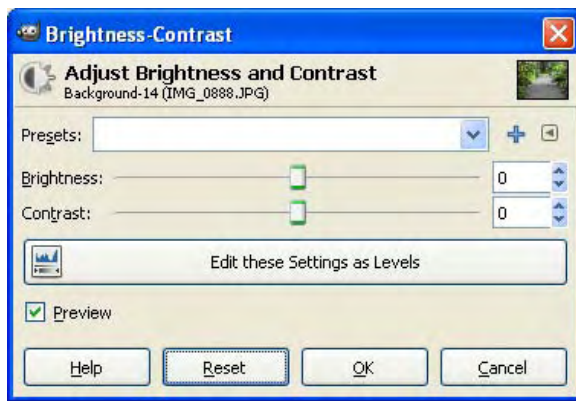 Brightness-Contrast
Adjust Brightness and Contrast
Background-14 (IMG_0888.JPG)
Presets:
Brightness: 0
Contrast: 0
Edit these Settings as Levels
Preview
Help Reset OK Cancel